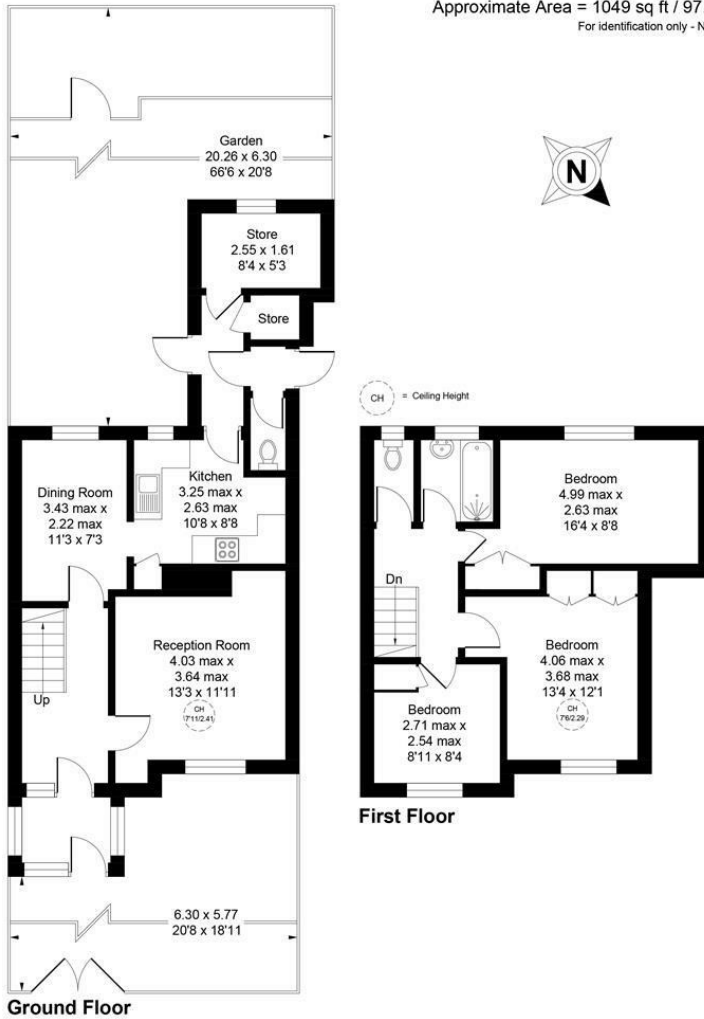 Approximate Area = 1049 sq ft / 97.
For identification only - N
Garden
20.26 x 6.30
66'6 x 20'8
N
Store
2.55 x 1.61
8'4 x 5'3
Store
CH = Ceiling Height
Dining Room
3.43 max x
2.22 max
11'3 x 7'3
Kitchen
3.25 max x
2.63 max
10'8 x 8'8
Bedroom
4.99 max x
2.63 max
16'4 x 8'8
Up
Reception Room
4.03 max x
3.64 max
13'3 x 11'11
CH
7'11/2.41
Dn
Bedroom
4.06 max x
3.68 max
13'4 x 12'1
CH
7'6/2.29
Bedroom
2.71 max x
2.54 max
8'11 x 8'4
First Floor
6.30 x 5.77
20'8 x 18'11
Ground Floor